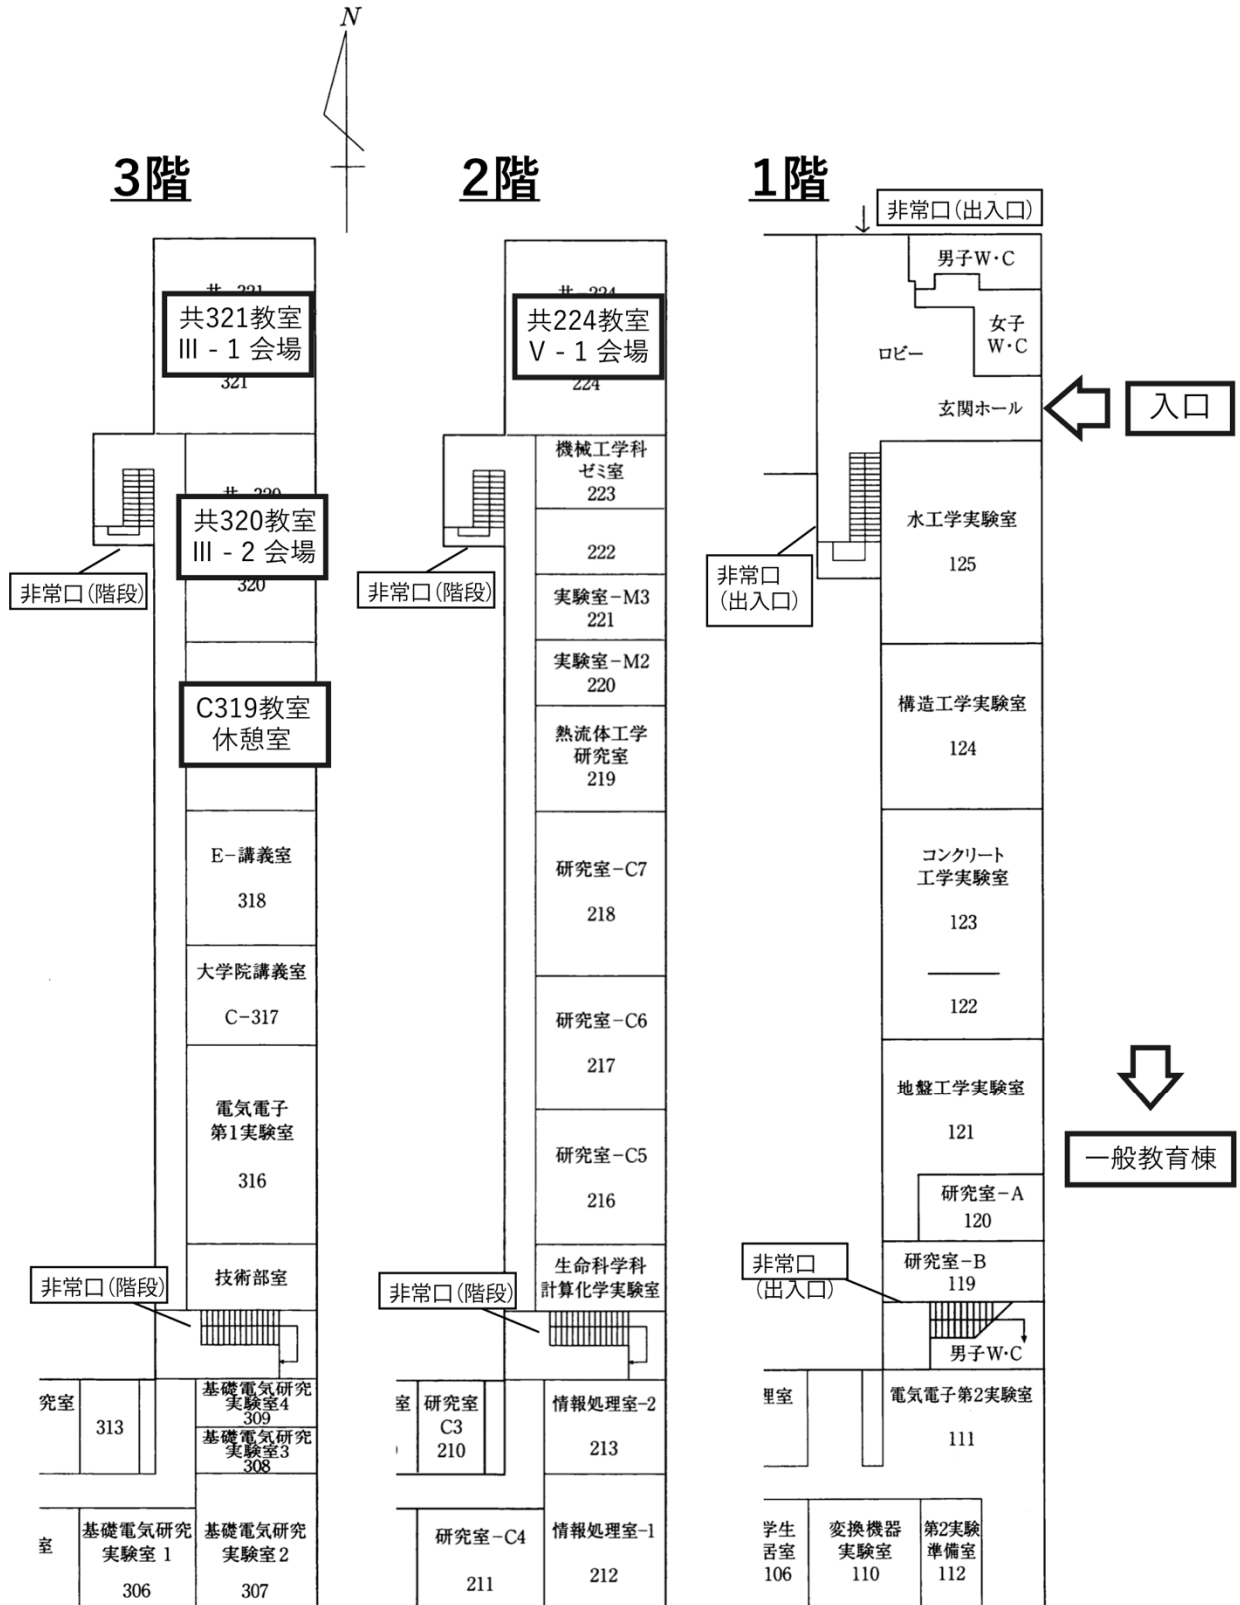 N
3階
共321教室
Ⅲ - 1 会場
321
共320教室
Ⅲ - 2 会場
320
非常口(階段)
C319教室
休憩室
E−講義室
318
大学院講義室
C−317
電気電子
第1実験室
316
技術部室
非常口(階段)
究室
313
基礎電気研究
実験室4
309
基礎電気研究
実験室3
308
室
基礎電気研究
実験室 1
306
基礎電気研究
実験室2
307
2階
共224教室
Ⅴ - 1 会場
224
機械工学科
ゼミ室
223
222
非常口(階段)
実験室−M3
221
実験室−M2
220
熱流体工学
研究室
219
研究室−C7
218
研究室−C6
217
研究室−C5
216
生命科学科
計算化学実験室
非常口(階段)
室
研究室
C3
210
情報処理室−2
213
研究室−C4
211
情報処理室−1
212
1階
非常口(出入口)
男子W・C
女子
W・C
ロビー
玄関ホール
入口
水工学実験室
125
非常口
(出入口)
構造工学実験室
124
コンクリート
工学実験室
123
122
地盤工学実験室
121
一般教育棟
研究室−A
120
研究室−B
119
非常口
(出入口)
男子W・C
理室
電気電子第2実験室
111
学生
居室
106
変換機器
実験室
110
第2実験
準備室
112